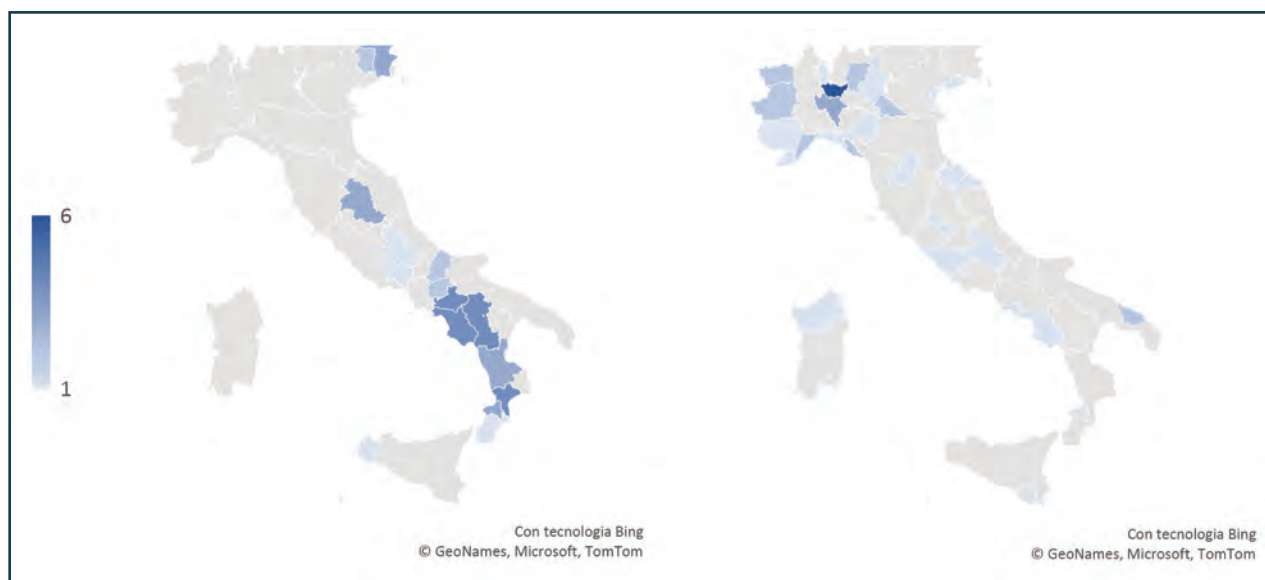 6
1
Con tecnologia Bing
© GeoNames, Microsoft, TomTom
Con tecnologia Bing
© GeoNames, Microsoft, TomTom